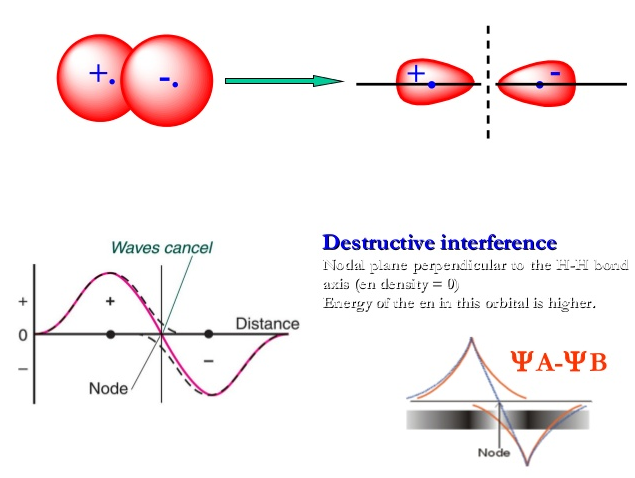 +. -.
+ -
Waves cancel
+
+
0
Distance
–
–
Node
Destructive interference
Nodal plane perpendicular to the H-H bond
axis (en density = 0)
Energy of the en in this orbital is higher.
ΨA-ΨB
Node